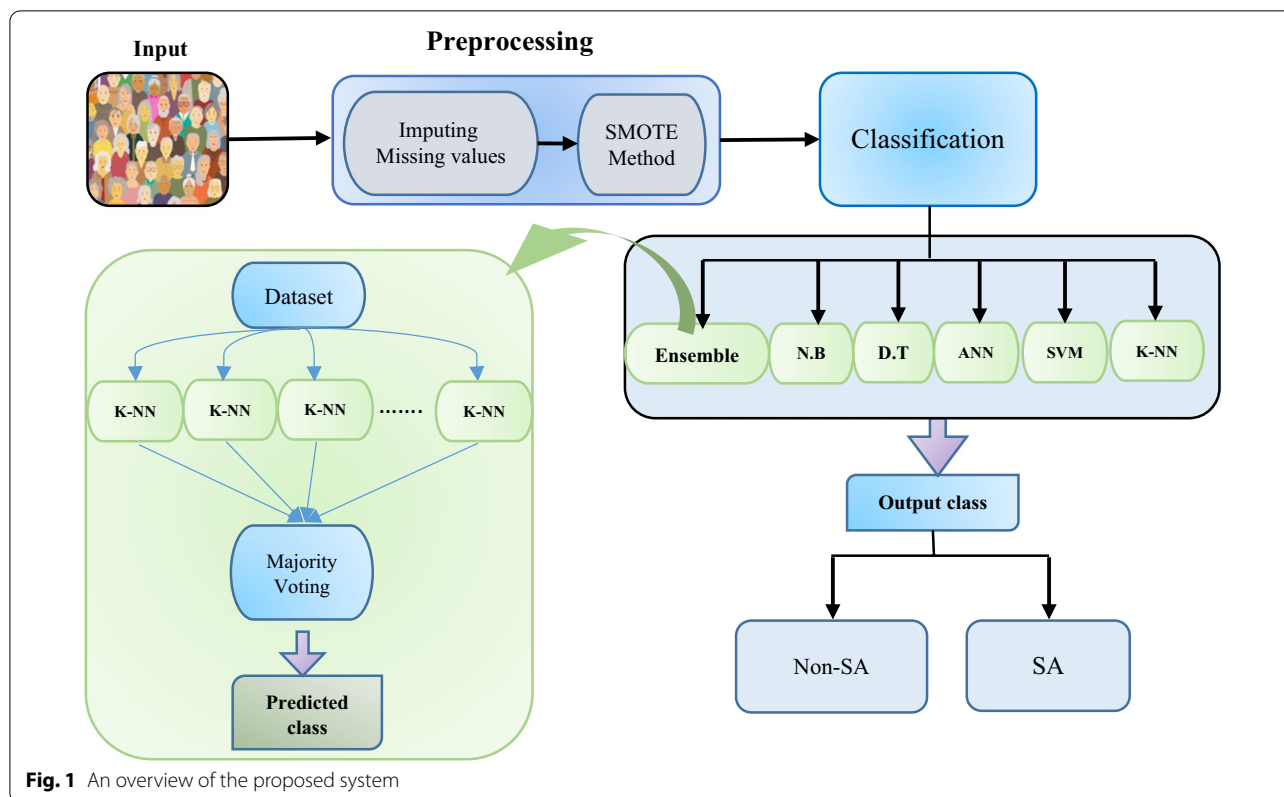 Input
Preprocessing
Imputing
Missing values
SMOTE
Method
Classification
Ensemble
N.B
D.T
ANN
SVM
K-NN
Dataset
K-NN
K-NN
K-NN
.......
K-NN
Majority
Voting
Predicted
class
Output class
Non-SA
SA
Fig. 1 An overview of the proposed system